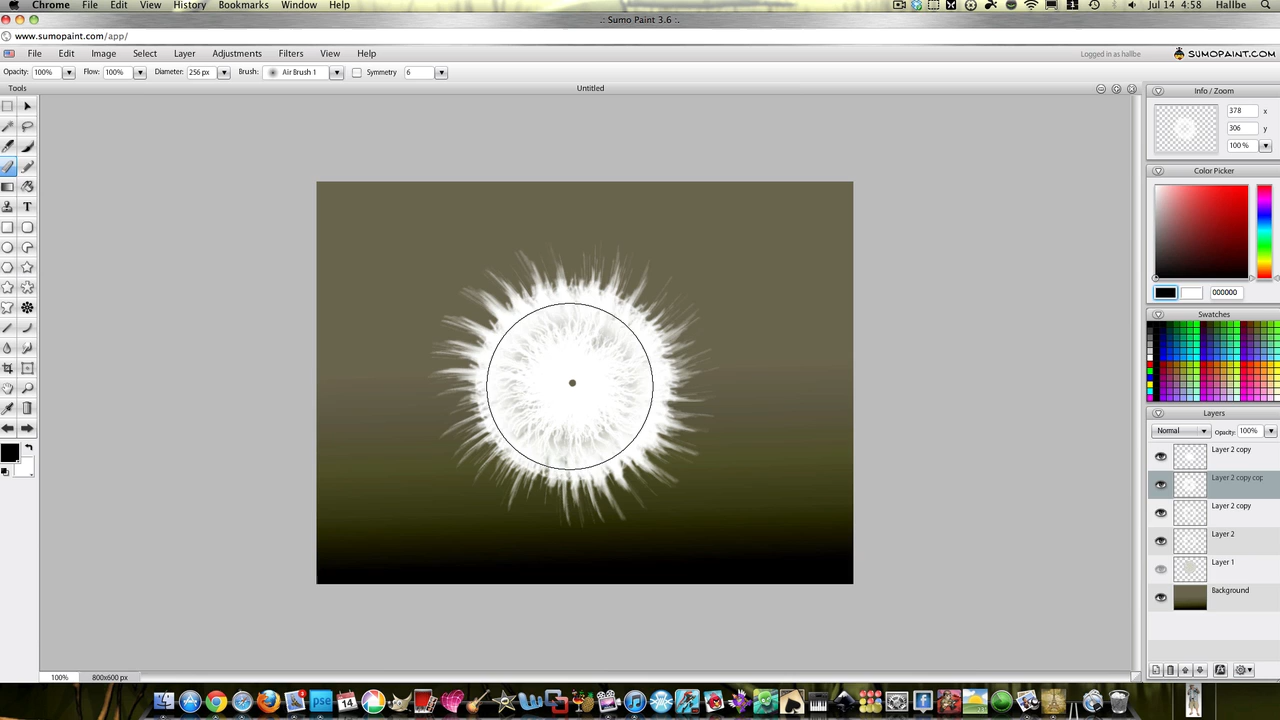 Chrome File Edit View History Bookmarks Window Help Jul 14 4:58 Hallbe
.: Sumo Paint 3.6 :.
www.sumopaint.com/app/
File Edit Image Select Layer Adjustments Filters View Help Logged in as hallbe SUMOPAINT.COM
Opacity: 100% Flow: 100% Diameter: 256 px Brush: Air Brush 1 Symmetry 6
Tools Untitled Info / Zoom
378 x
306 y
100 %
Color Picker
000000
Swatches
Layers
Normal Opacity: 100%
Layer 2 copy
Layer 2 copy cop
Layer 2 copy
Layer 2
Layer 1
Background
100% 800x600 px